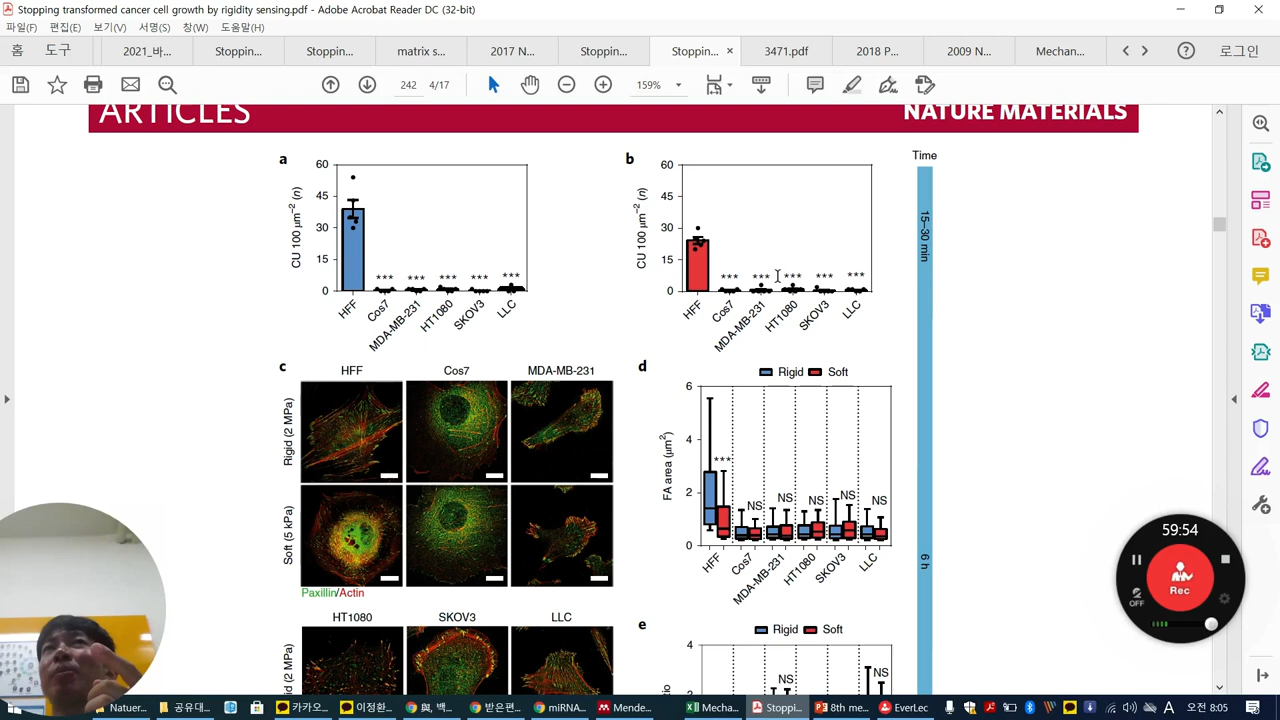 Stopping transformed cancer cell growth by rigidity sensing.pdf - Adobe Acrobat Reader DC (32-bit)
파일(F) 편집(E) 보기(V) 서명(S) 창(W) 도움말(H)
홈 도구 2021_바... Stoppin... Stoppin... matrix s... 2017 N... Stoppin... Stoppin... × 3471.pdf 2018 P... 2009 N... Mechan... 로그인
242 4/17 159%
ARTICLES NATURE MATERIALS
a
60
45
30
15
0
CU 100 μm−2 (n)
***
***
***
***
***
HFF
Cos7
MDA-MB-231
HT1080
SKOV3
LLC
b
60
45
30
15
0
CU 100 μm−2 (n)
***
***
***
***
***
HFF
Cos7
MDA-MB-231
HT1080
SKOV3
LLC
Time
15–30 min
6 h
c
HFF Cos7 MDA-MB-231
Rigid (2 MPa)
Soft (5 kPa)
Paxillin/Actin
HT1080 SKOV3 LLC
gid (2 MPa)
d
Rigid Soft
6
4
2
0
FA area (μm2)
***
NS
NS
NS
NS
NS
HFF
Cos7
MDA-MB-231
HT1080
SKOV3
LLC
e
Rigid Soft
4
NS
NS
59:54
Rec
OFF
Natuer... 공유대... 카카오... 이정환... 與, 백... 받은편... miRNA... Mende... Mecha... Stoppi... 8th me... EverLec A 오후 8:05